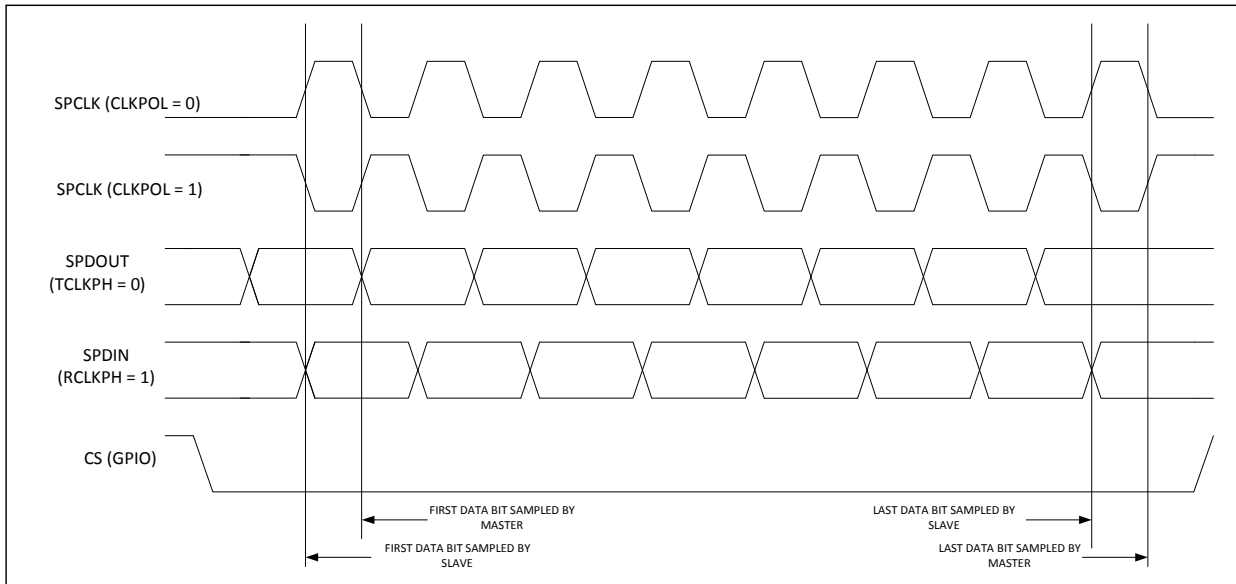 SPCLK (CLKPOL = 0)
SPCLK (CLKPOL = 1)
SPDOUT
(TCLKPH = 0)
SPDIN
(RCLKPH = 1)
CS (GPIO)
FIRST DATA BIT SAMPLED BY
MASTER
LAST DATA BIT SAMPLED BY
SLAVE
FIRST DATA BIT SAMPLED BY
SLAVE
LAST DATA BIT SAMPLED BY
MASTER